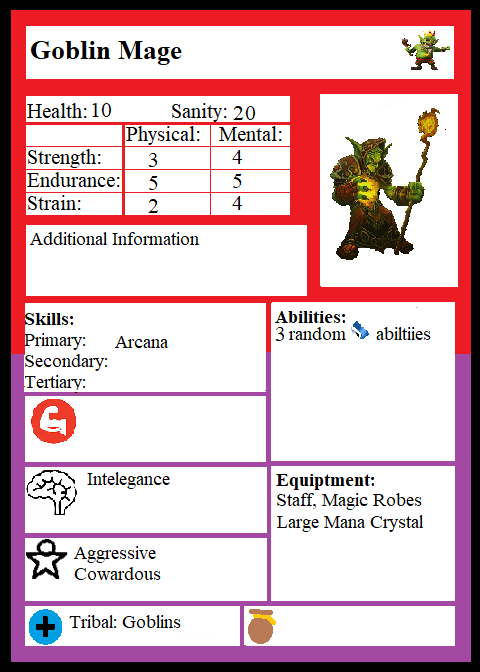 Goblin Mage
Health: 10 Sanity: 20
Physical: Mental:
Strength: 3 4
Endurance: 5 5
Strain: 2 4
Additional Information
Skills:
Primary: Arcana
Secondary:
Tertiary:
Abilities:
3 random abiltiies
Intelegance
Equiptment:
Staff, Magic Robes
Large Mana Crystal
Aggressive
Cowardous
Tribal: Goblins